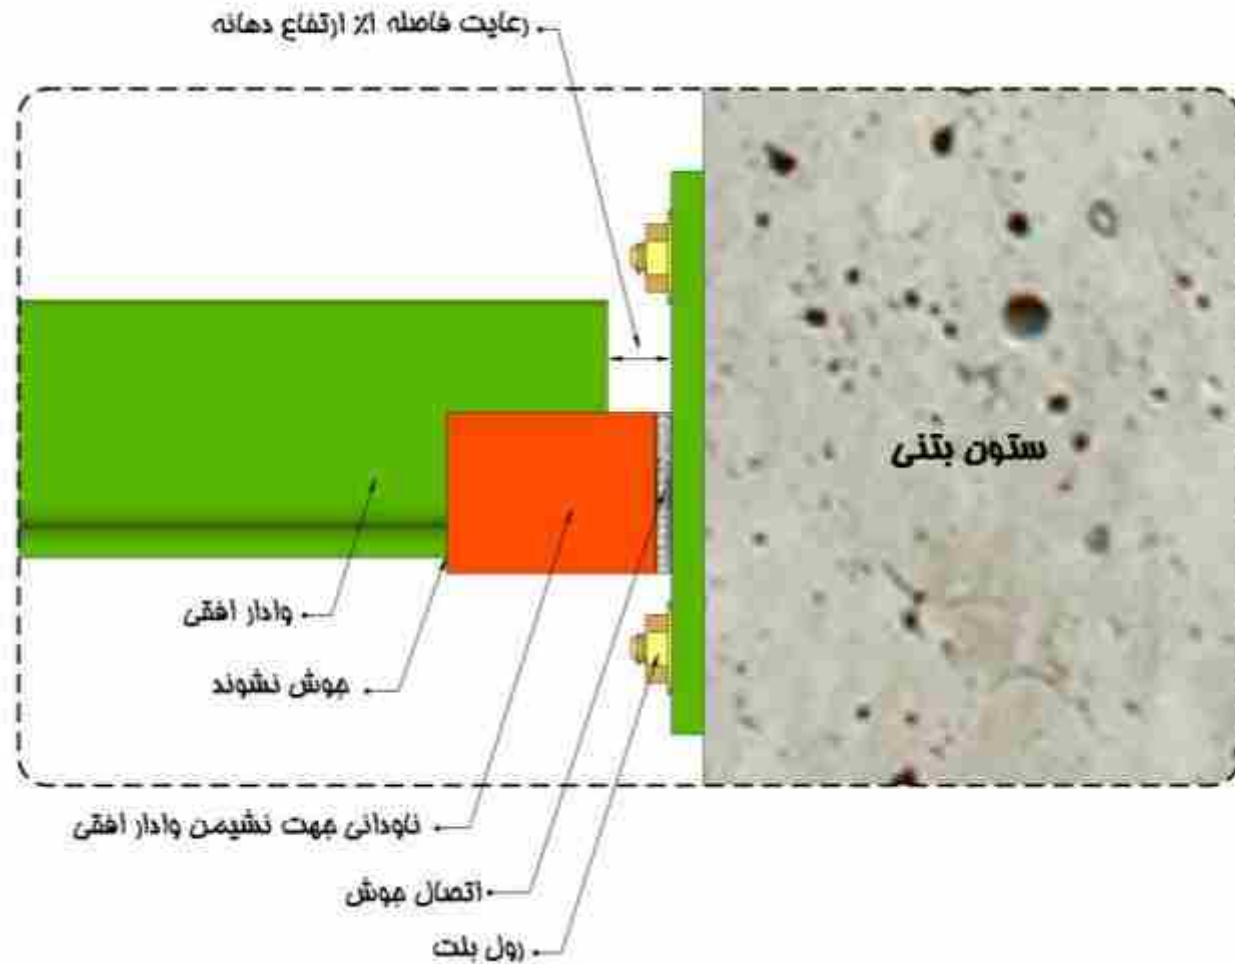 رعایت فاصله ۱٪ ارتفاع دهانه
ستون بتنی
وادار افقی
جوش نشوند
ناودانی جهت نشیمن وادار افقی
اتصال جوش
رول بلت